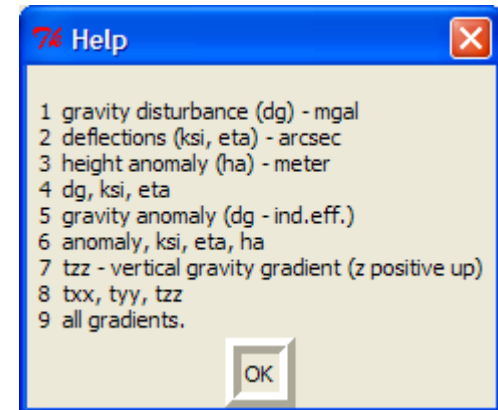 7% Help
1 gravity disturbance (dg) - mgal
2 deflections (ksi, eta) - arcsec
3 height anomaly (ha) - meter
4 dg, ksi, eta
5 gravity anomaly (dg - ind.eff.)
6 anomaly, ksi, eta, ha
7 tzz - vertical gravity gradient (z positive up)
8 txx, tyy, tzz
9 all gradients.
OK